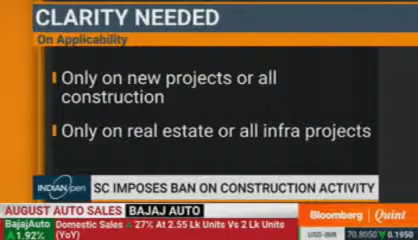 CLARITY NEEDED
On Applicability
Only on new projects or all
construction
Only on real estate or all infra projects
INDIAN open SC IMPOSES BAN ON CONSTRUCTION ACTIVITY
AUGUST AUTO SALES BAJAJ AUTO
BajajAuto Domestic Sales ▲ 27% At 2.55 Lk Units Vs 2 Lk Units
▲1.92% (YoY)
Bloomberg Quint
USD-INR 70.8050 ▼ 0.1950